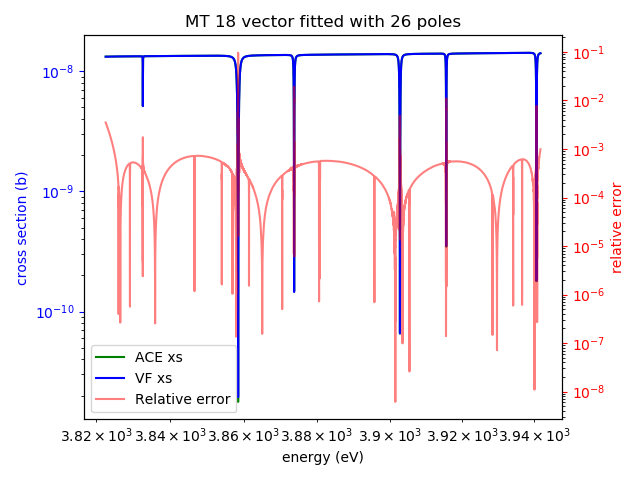 MT 18 vector fitted with 26 poles
cross section (b)
10⁻⁸
10⁻⁹
10⁻¹⁰
relative error
10⁻¹
10⁻²
10⁻³
10⁻⁴
10⁻⁵
10⁻⁶
10⁻⁷
10⁻⁸
ACE xs
VF xs
Relative error
3.82×10³ 3.84×10³ 3.86×10³ 3.88×10³ 3.9×10³ 3.92×10³ 3.94×10³
energy (eV)